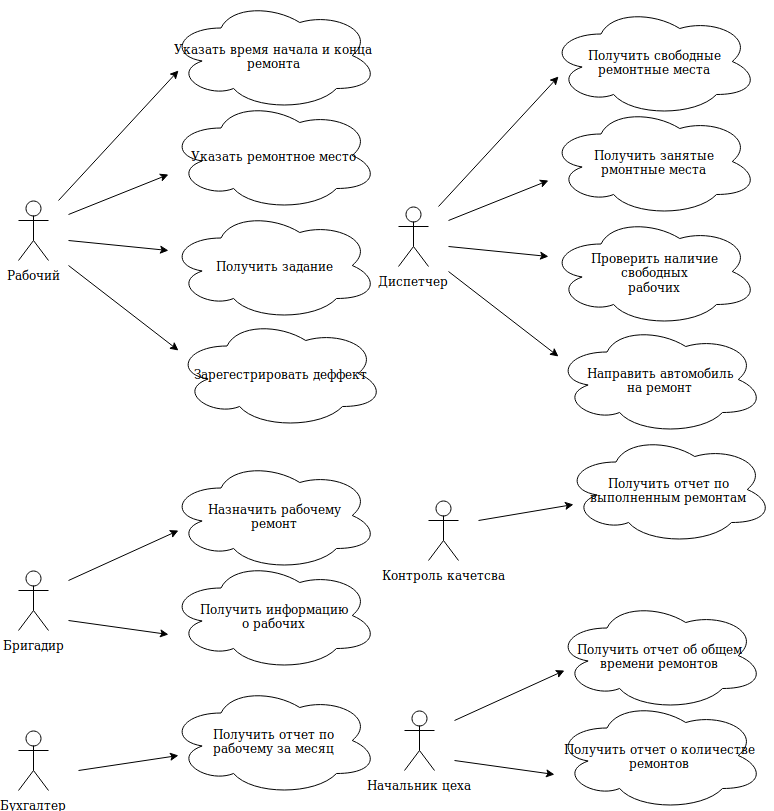 Указать время начала и конца
ремонта
Указать ремонтное место
Получить задание
Зарегестрировать деффект
Рабочий
Получить свободные
ремонтные места
Получить занятые
рмонтные места
Проверить наличие
свободных
рабочих
Направить автомобиль
на ремонт
Диспетчер
Назначить рабочему
ремонт
Получить информацию
о рабочих
Бригадир
Получить отчет по
выполненным ремонтам
Контроль качетсва
Получить отчет по
рабочему за месяц
Бухгалтер
Получить отчет об общем
времени ремонтов
Получить отчет о количестве
ремонтов
Начальник цеха